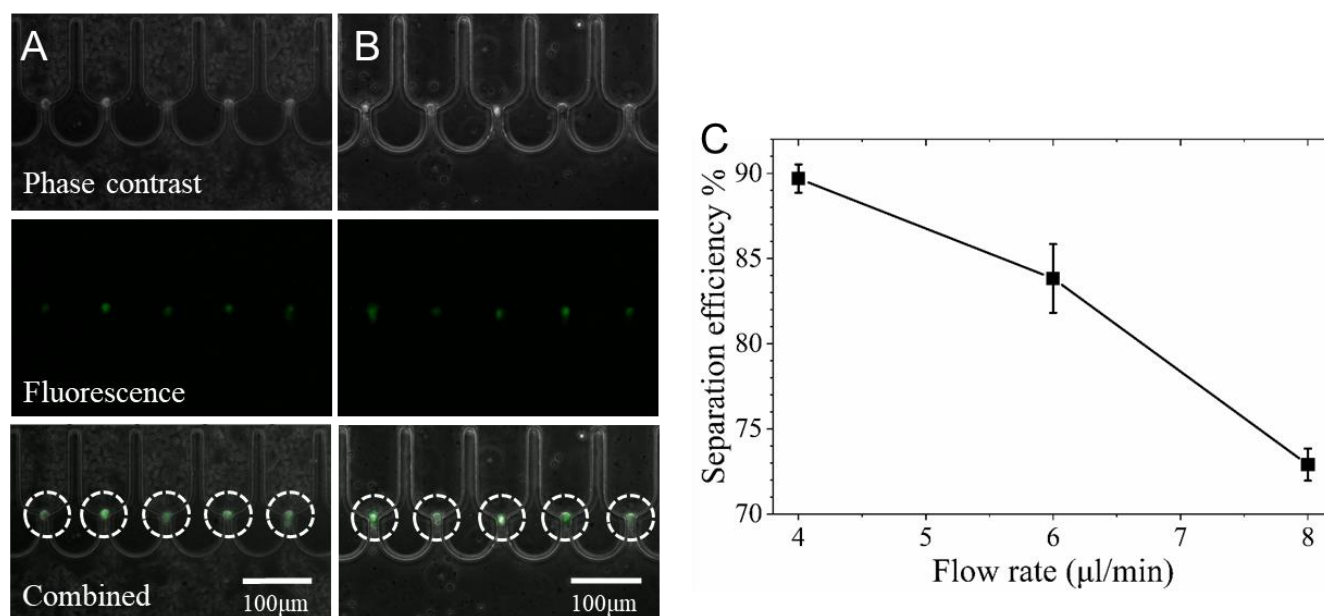 A
B
Phase contrast
Fluorescence
Combined
100μm
100μm
C
Separation efficiency %
90
85
80
75
70
4
5
6
7
8
Flow rate (μl/min)